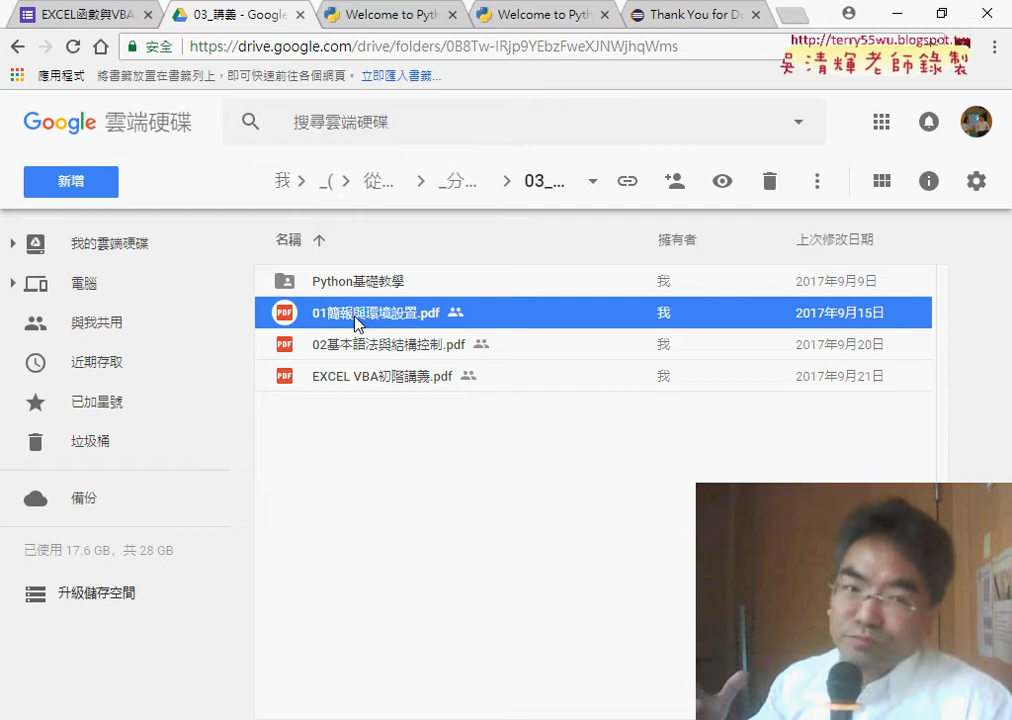 EXCEL函數與VBA
03_講義 - Google
Welcome to Pyth
Welcome to Pyth
Thank You for Do
安全
https://drive.google.com/drive/folders/0B8Tw-IRjp9YEbzFweXJNWjhqWms
http://terry55wu.blogspot.tw
吳清輝老師錄製
應用程式
將書籤放置在書籤列上，即可快速前往各個網頁。
立即匯入書籤...
Google 雲端硬碟
搜尋雲端硬碟
新增
我
_(
從...
_分...
03_...
名稱
擁有者
上次修改日期
我的雲端硬碟
Python基礎教學
我
2017年9月9日
電腦
01簡報與環境設置.pdf
我
2017年9月15日
與我共用
02基本語法與結構控制.pdf
我
2017年9月20日
近期存取
EXCEL VBA初階講義.pdf
我
2017年9月21日
已加星號
垃圾桶
備份
已使用 17.6 GB，共 28 GB
升級儲存空間
PDF
PDF
PDF